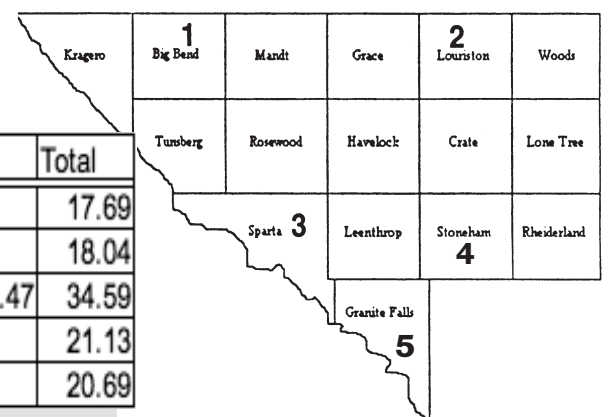 1 2
Kragero Big Bend Mandt Grace Louriston Woods
Tunsberg Rosewood Havelock Crate Lone Tree
Total
17.69
18.04
.47 34.59
21.13
20.69
Sparta 3 Leenthrop Stoneham Rheiderland
4
Granite Falls
5